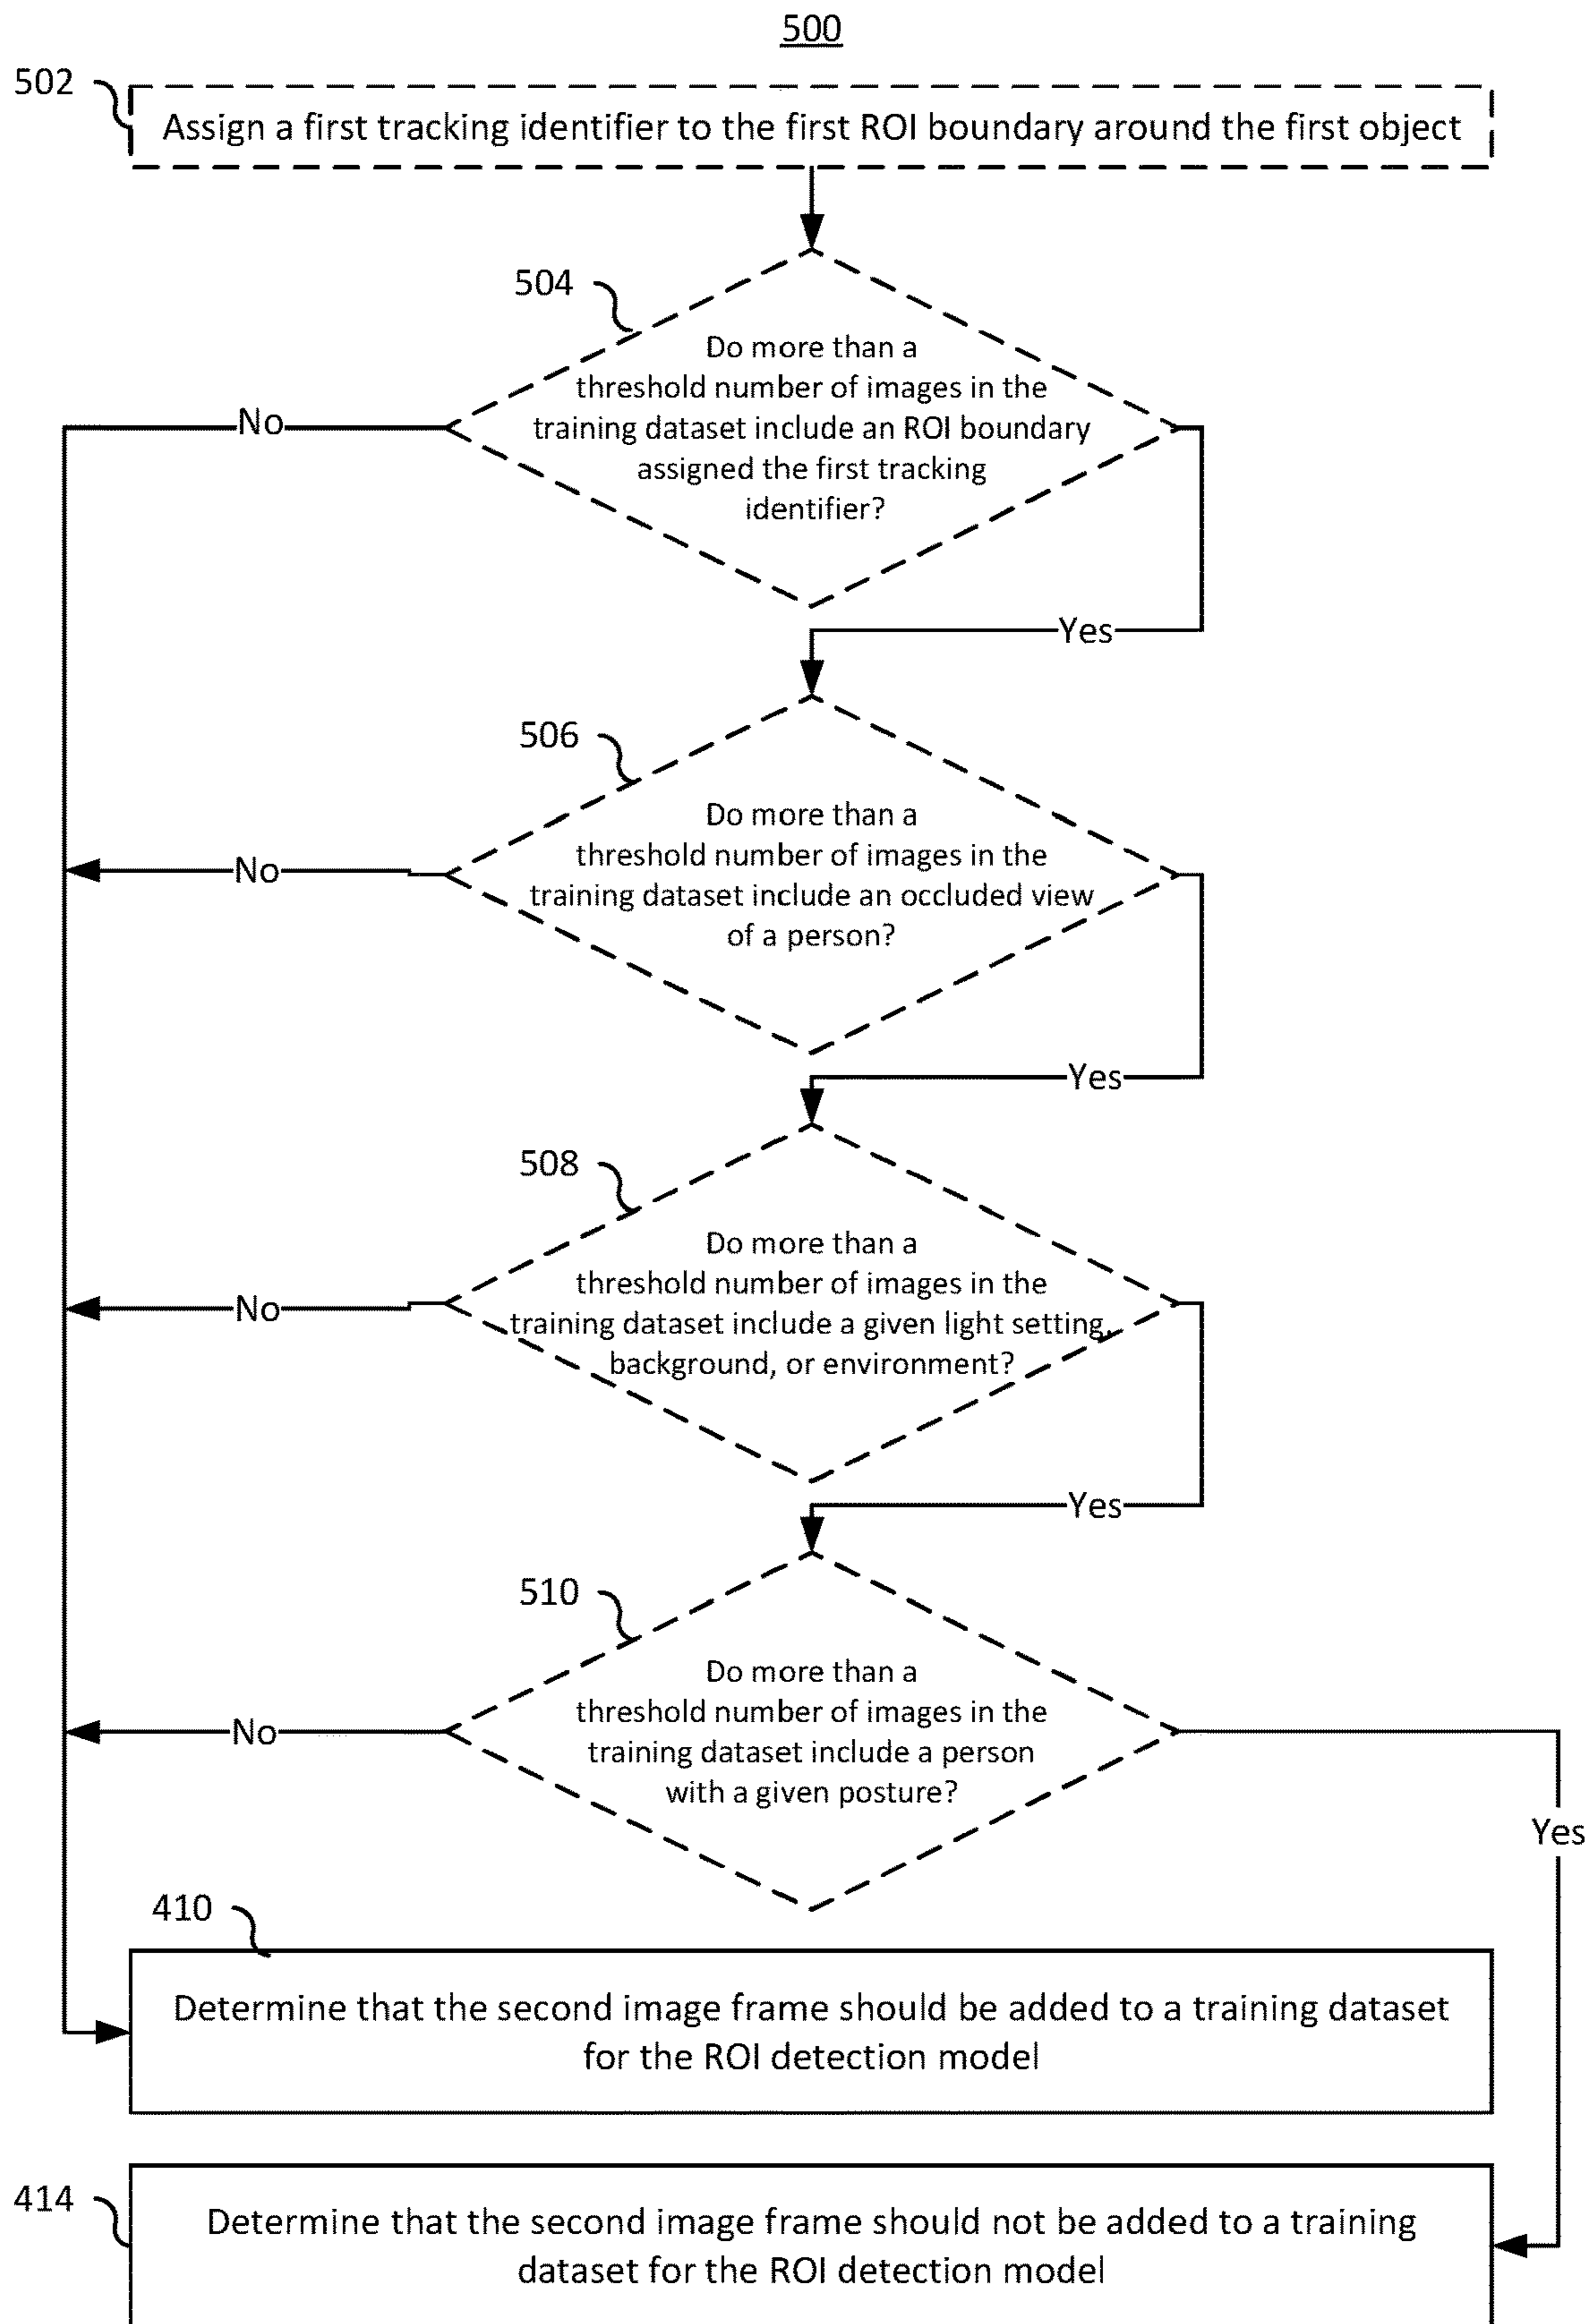 500
502
Assign a first tracking identifier to the first ROI boundary around the first object
504
Do more than a
threshold number of images in the
training dataset include an ROI boundary
assigned the first tracking
identifier?
No
Yes
506
Do more than a
threshold number of images in the
training dataset include an occluded view
of a person?
No
Yes
508
Do more than a
threshold number of images in the
training dataset include a given light setting,
background, or environment?
No
Yes
510
Do more than a
threshold number of images in the
training dataset include a person
with a given posture?
No
Yes
410
Determine that the second image frame should be added to a training dataset
for the ROI detection model
414
Determine that the second image frame should not be added to a training
dataset for the ROI detection model